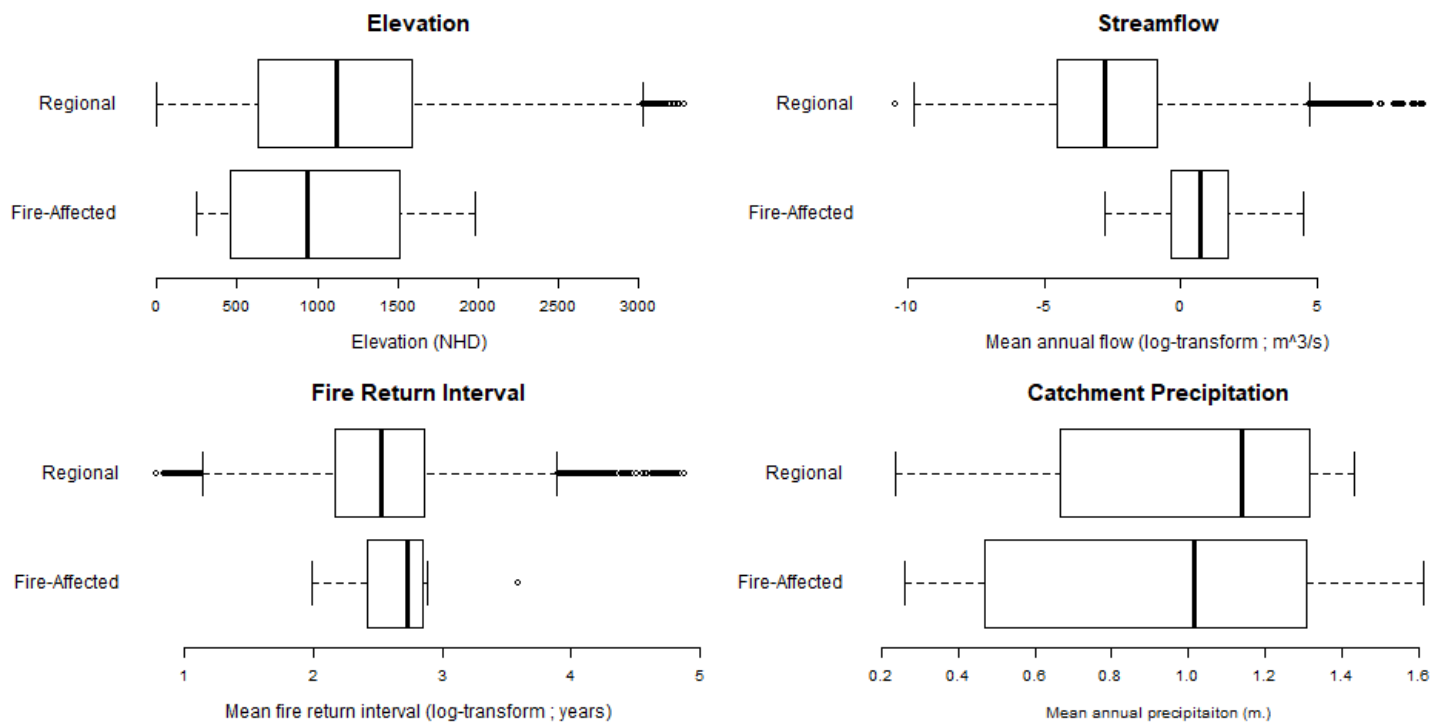 Elevation
Regional
Fire-Affected
0 500 1000 1500 2000 2500 3000
Elevation (NHD)
Streamflow
Regional
Fire-Affected
-10 -5 0 5
Mean annual flow (log-transform ; m^3/s)
Fire Return Interval
Regional
Fire-Affected
1 2 3 4 5
Mean fire return interval (log-transform ; years)
Catchment Precipitation
Regional
Fire-Affected
0.2 0.4 0.6 0.8 1.0 1.2 1.4 1.6
Mean annual precipitaiton (m.)